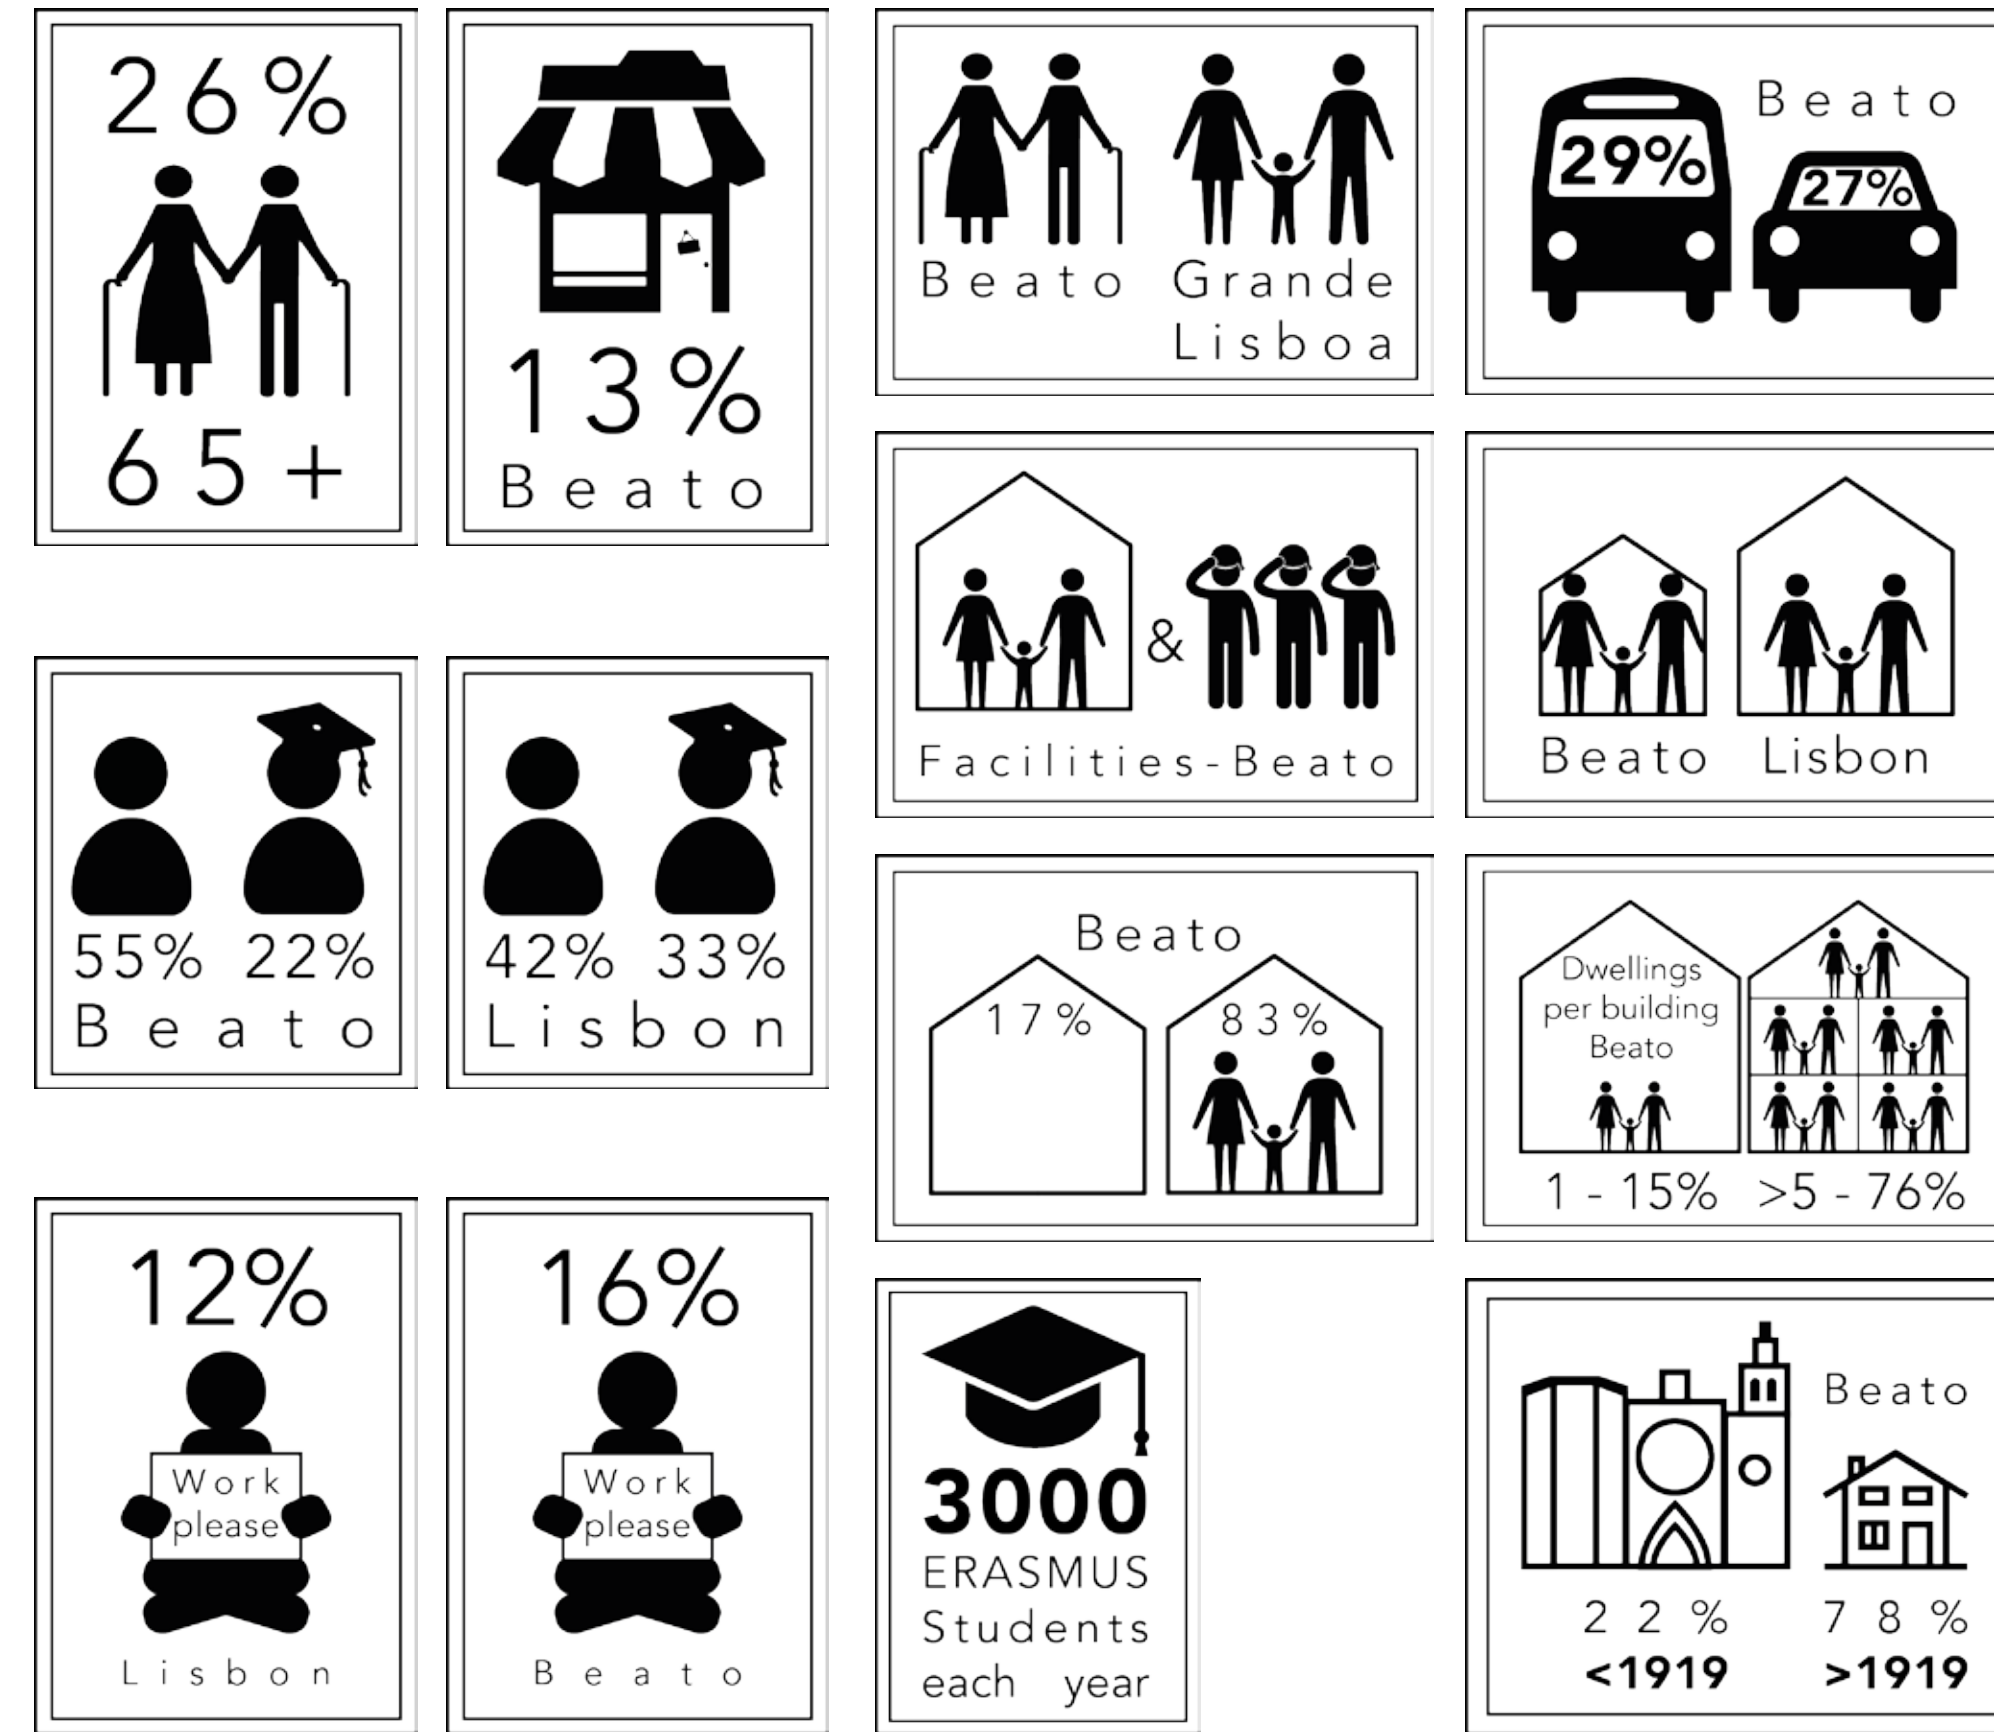 26%
65+
13%
Beato
Beato
Grande
Lisboa
Beato
29%
27%
&
Facilities-Beato
Beato
Lisbon
55% 22%
Beato
42% 33%
Lisbon
Beato
17%
83%
Dwellings
per building
Beato
1 - 15%
>5 - 76%
12%
Work
please
Lisbon
16%
Work
please
Beato
3000
ERASMUS
Students
each year
Beato
22%
<1919
78%
>1919